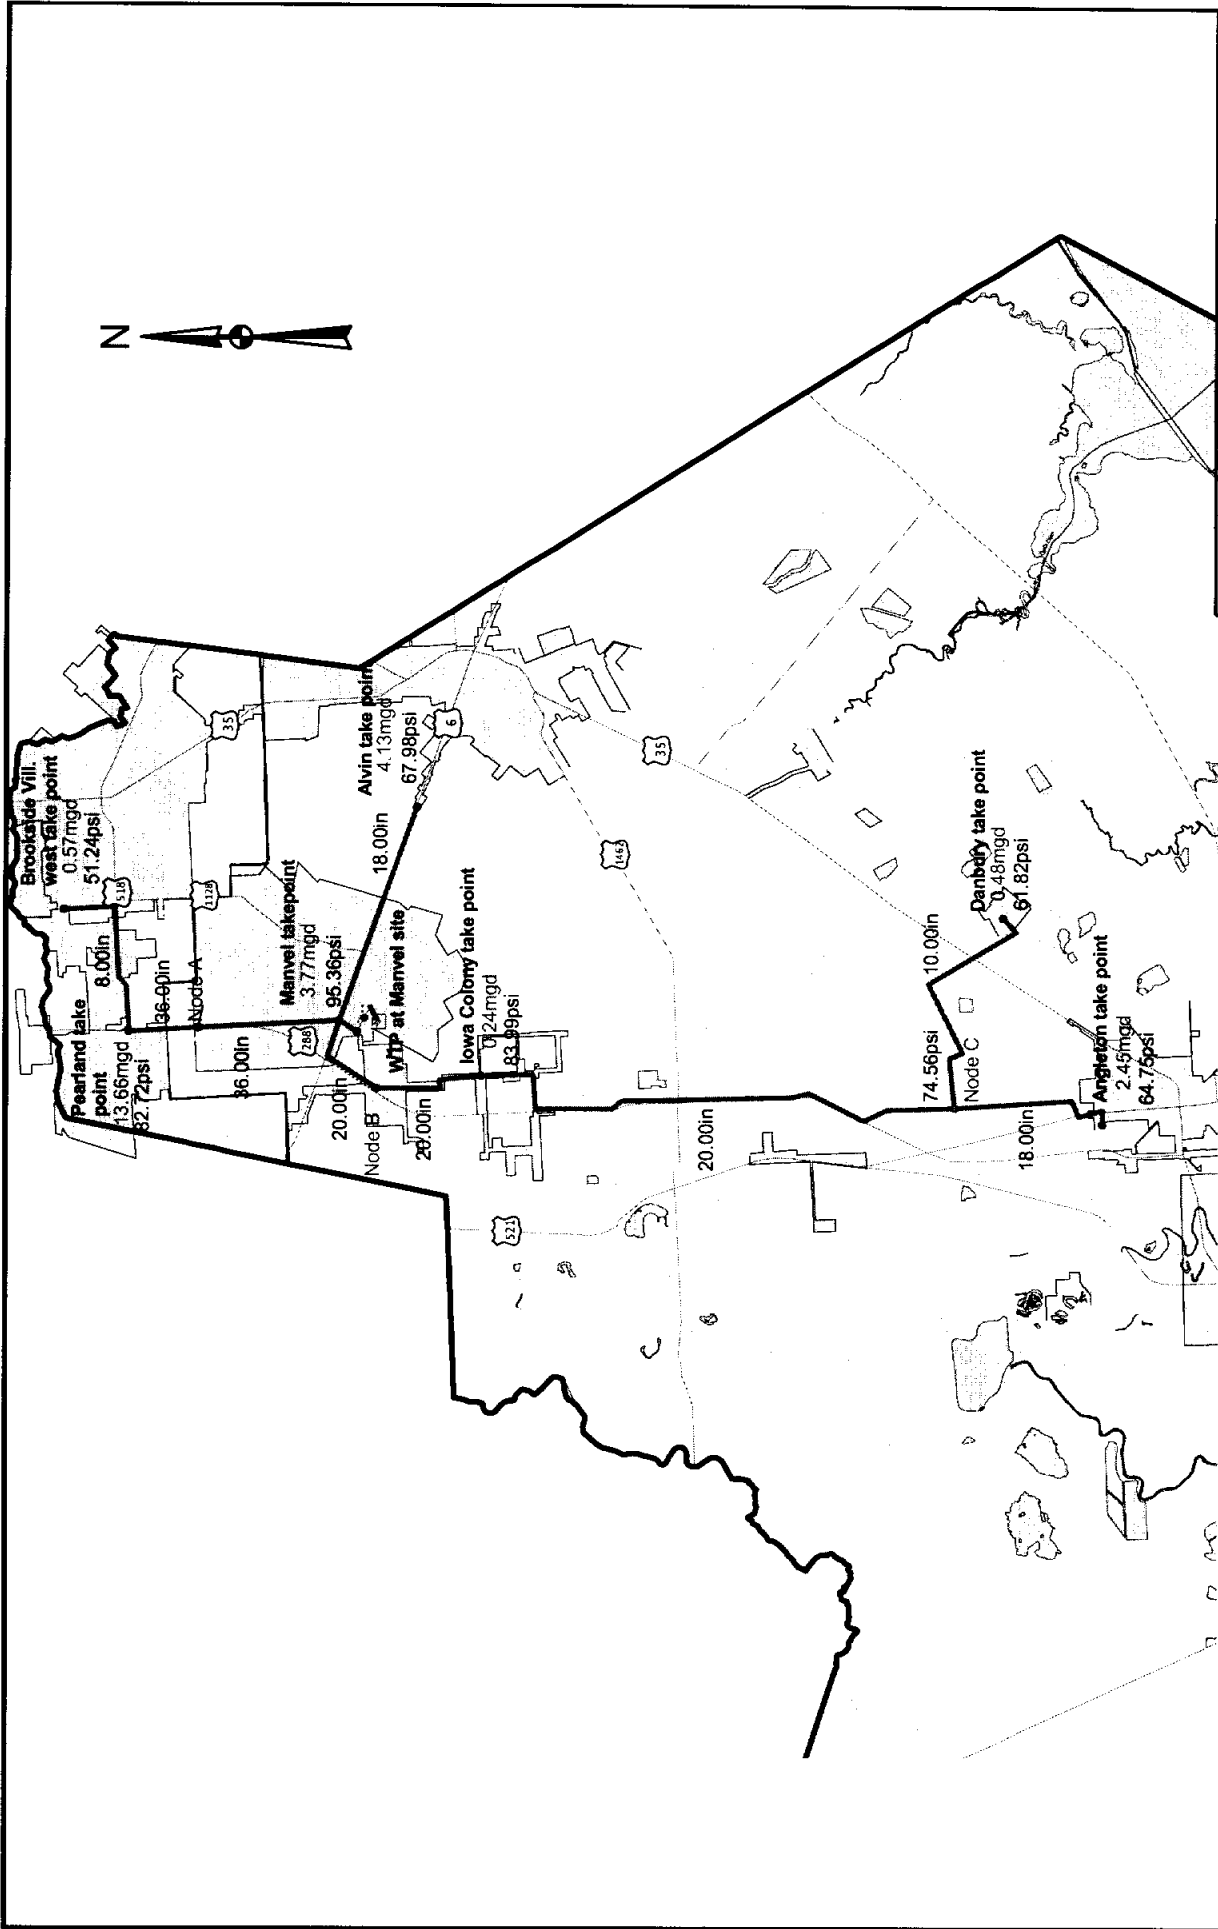 N
Brookside Vill.
west take point
0.57mgd
51.24psi
518
35
1128
8.00in
Pearland take
point
13.66mgd
82.72psi
36.00in
Node A
36.00in
288
Manvel takepoint
3.77mgd
95.36psi
Alvin take point
4.13mgd
67.98psi
6
18.00in
WTP at Manvel site
20.00in
Node B
20.00in
Iowa Colony take point
0.24mgd
83.99psi
1462
35
521
20.00in
10.00in
74.56psi
Node C
Danbury take point
0.48mgd
61.82psi
18.00in
Angleton take point
2.45mgd
64.75psi